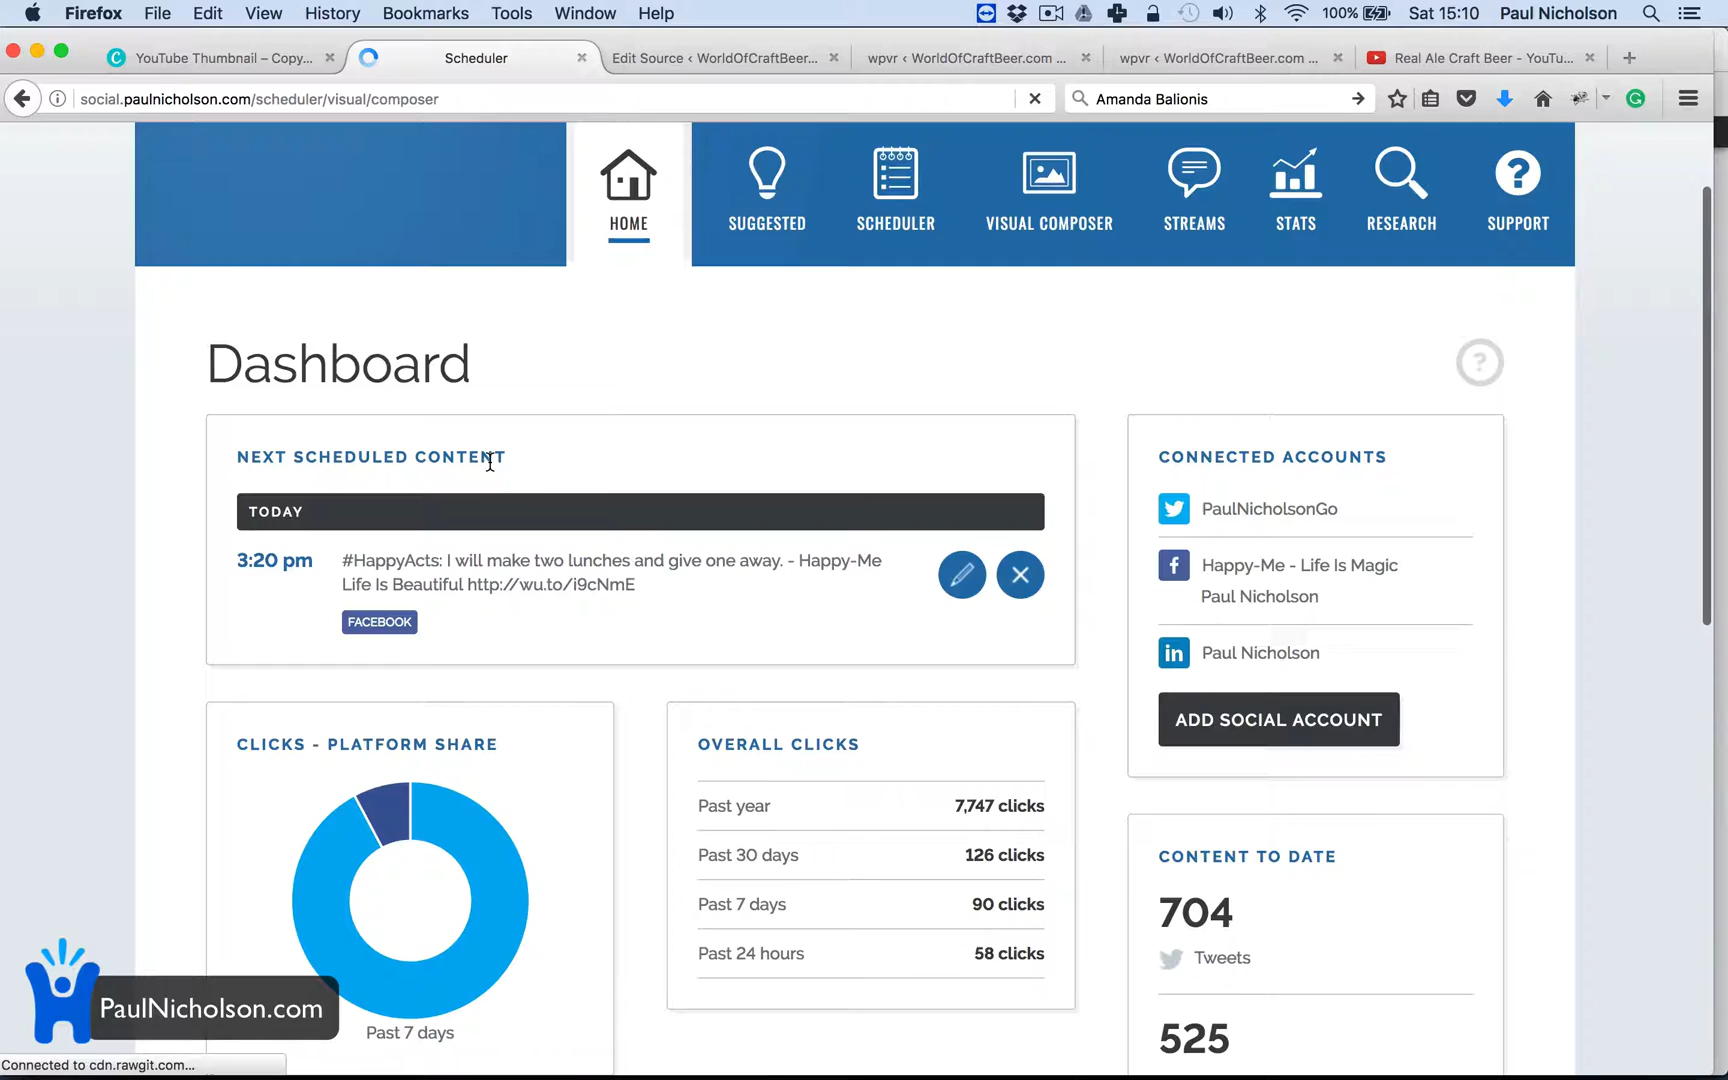 Firefox File Edit View History Bookmarks Tools Window Help 100% Sat 15:10 Paul Nicholson
YouTube Thumbnail – Copy... Scheduler Edit Source ‹ WorldOfCraftBeer... wpvr ‹ WorldOfCraftBeer.com ... wpvr ‹ WorldOfCraftBeer.com ... Real Ale Craft Beer - YouTu...
social.paulnicholson.com/scheduler/visual/composer Amanda Balionis
HOME SUGGESTED SCHEDULER VISUAL COMPOSER STREAMS STATS RESEARCH SUPPORT
Dashboard
?
NEXT SCHEDULED CONTENT
TODAY
3:20 pm
#HappyActs: I will make two lunches and give one away. - Happy-Me
Life Is Beautiful http://wu.to/i9cNmE
FACEBOOK
CONNECTED ACCOUNTS
PaulNicholsonGo
Happy-Me - Life Is Magic
Paul Nicholson
Paul Nicholson
ADD SOCIAL ACCOUNT
CLICKS - PLATFORM SHARE
Past 7 days
OVERALL CLICKS
Past year 7,747 clicks
Past 30 days 126 clicks
Past 7 days 90 clicks
Past 24 hours 58 clicks
CONTENT TO DATE
704
Tweets
525
PaulNicholson.com
Connected to cdn.rawgit.com...